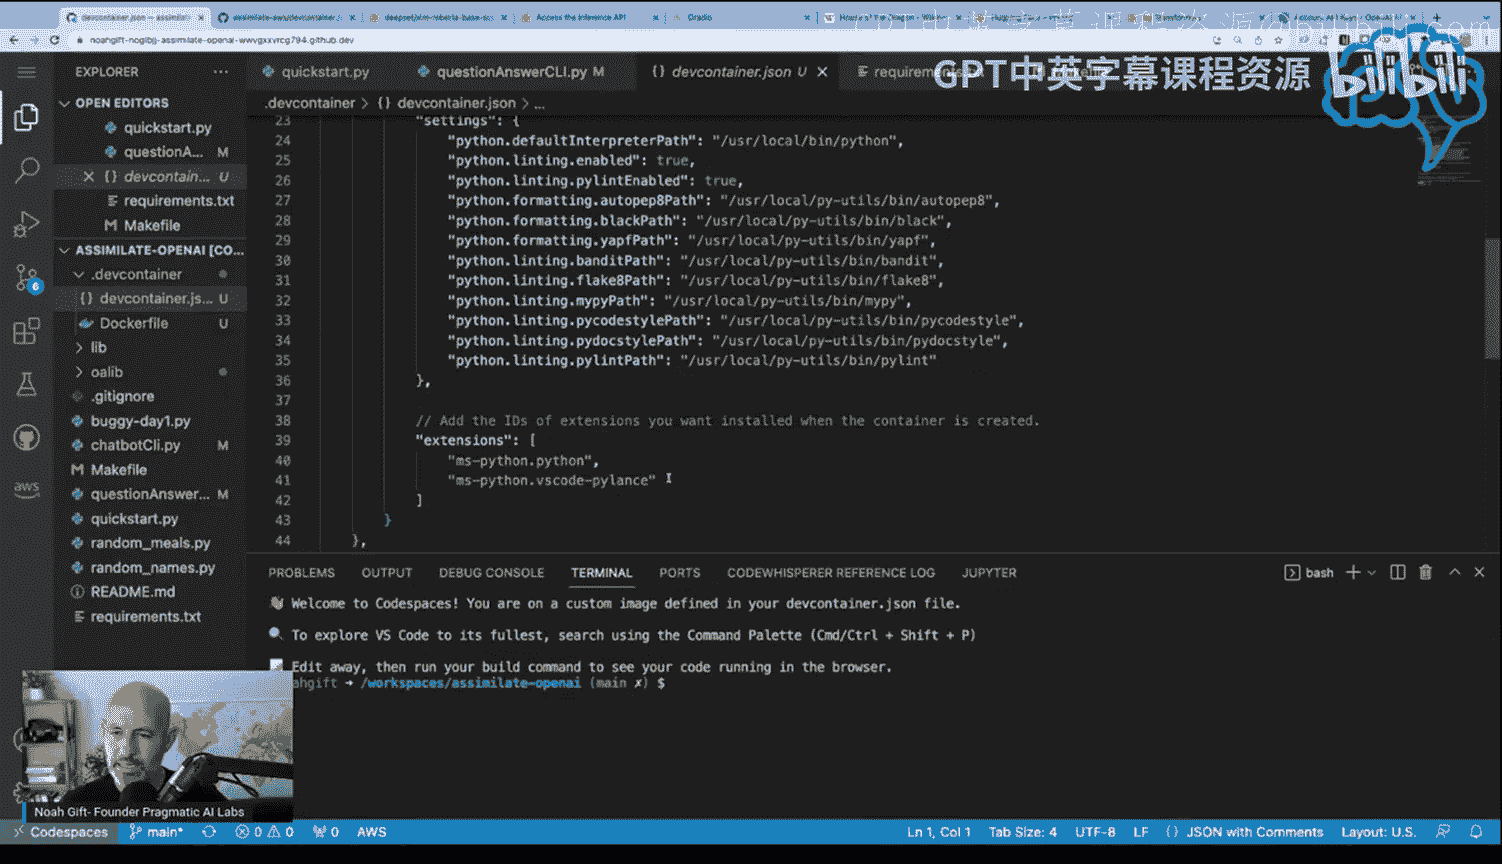 noahgift-noglbjj-assimilate-openai-wwvgxxvrcg794.github.dev
GPT中英字幕课程资源
bilibili
EXPLORER
quickstart.py
questionAnswerCLI.py M
{} devcontainer.json U
OPEN EDITORS
quickstart.py
questionA... M
{} devcontain... U
requirements.txt
M Makefile
ASSIMILATE-OPENAI [CO...
.devcontainer
{} devcontainer.js... U
Dockerfile U
lib
oalib
.gitignore
buggy-day1.py
chatbotCli.py M
M Makefile
questionAnswer... M
quickstart.py
random_meals.py
random_names.py
README.md
requirements.txt
6
aws
.devcontainer > {} devcontainer.json > ...
23 "settings": {
24 "python.defaultInterpreterPath": "/usr/local/bin/python",
25 "python.linting.enabled": true,
26 "python.linting.pylintEnabled": true,
27 "python.formatting.autopep8Path": "/usr/local/py-utils/bin/autopep8",
28 "python.formatting.blackPath": "/usr/local/py-utils/bin/black",
29 "python.formatting.yapfPath": "/usr/local/py-utils/bin/yapf",
30 "python.linting.banditPath": "/usr/local/py-utils/bin/bandit",
31 "python.linting.flake8Path": "/usr/local/py-utils/bin/flake8",
32 "python.linting.mypyPath": "/usr/local/py-utils/bin/mypy",
33 "python.linting.pycodestylePath": "/usr/local/py-utils/bin/pycodestyle",
34 "python.linting.pydocstylePath": "/usr/local/py-utils/bin/pydocstyle",
35 "python.linting.pylintPath": "/usr/local/py-utils/bin/pylint"
36 },
37
38 // Add the IDs of extensions you want installed when the container is created.
39 "extensions": [
40 "ms-python.python",
41 "ms-python.vscode-pylance"
42 ]
43 }
44 },
PROBLEMS OUTPUT DEBUG CONSOLE TERMINAL PORTS CODEWHISPERER REFERENCE LOG JUPYTER
bash
Welcome to Codespaces! You are on a custom image defined in your devcontainer.json file.
To explore VS Code to its fullest, search using the Command Palette (Cmd/Ctrl + Shift + P)
Edit away, then run your build command to see your code running in the browser.
ahgift → /workspaces/assimilate-openai (main ✗) $
Noah Gift- Founder Pragmatic AI Labs
Codespaces main* 0 0 0 AWS
Ln 1, Col 1 Tab Size: 4 UTF-8 LF {} JSON with Comments Layout: U.S.